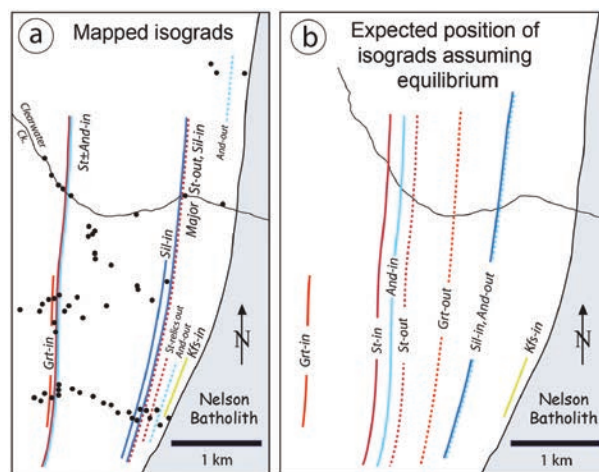 a
Mapped isograds
Clearwater
Ck.
St±And-in
And-out
Major St-out, Sil-in
Sil-in
Grt-in
St-relics out
And-out
Kfs-in
N
Nelson
Batholith
1 km
b
Expected position of
isograds assuming
equilibrium
Grt-in
St-in
And-in
St-out
Grt-out
Sil-in, And-out
Kfs-in
N
Nelson
Batholith
1 km